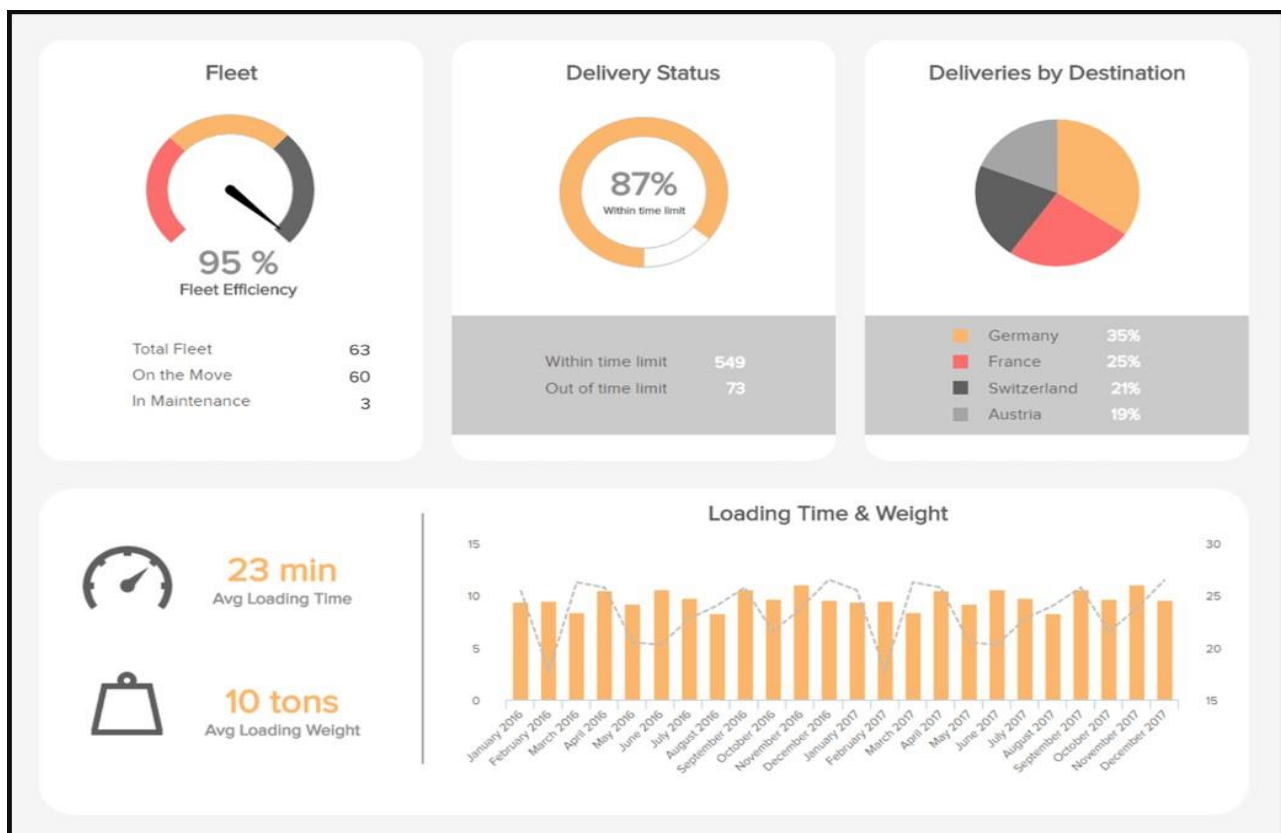 Fleet
95 %
Fleet Efficiency
Total Fleet 63
On the Move 60
In Maintenance 3
Delivery Status
87%
Within time limit
Within time limit 549
Out of time limit 73
Deliveries by Destination
Germany 35%
France 25%
Switzerland 21%
Austria 19%
23 min
Avg Loading Time
10 tons
Avg Loading Weight
Loading Time & Weight
15
10
5
0
30
25
20
15
January 2016
February 2016
March 2016
April 2016
May 2016
June 2016
July 2016
August 2016
September 2016
October 2016
November 2016
December 2016
January 2017
February 2017
March 2017
April 2017
May 2017
June 2017
July 2017
August 2017
September 2017
October 2017
November 2017
December 2017